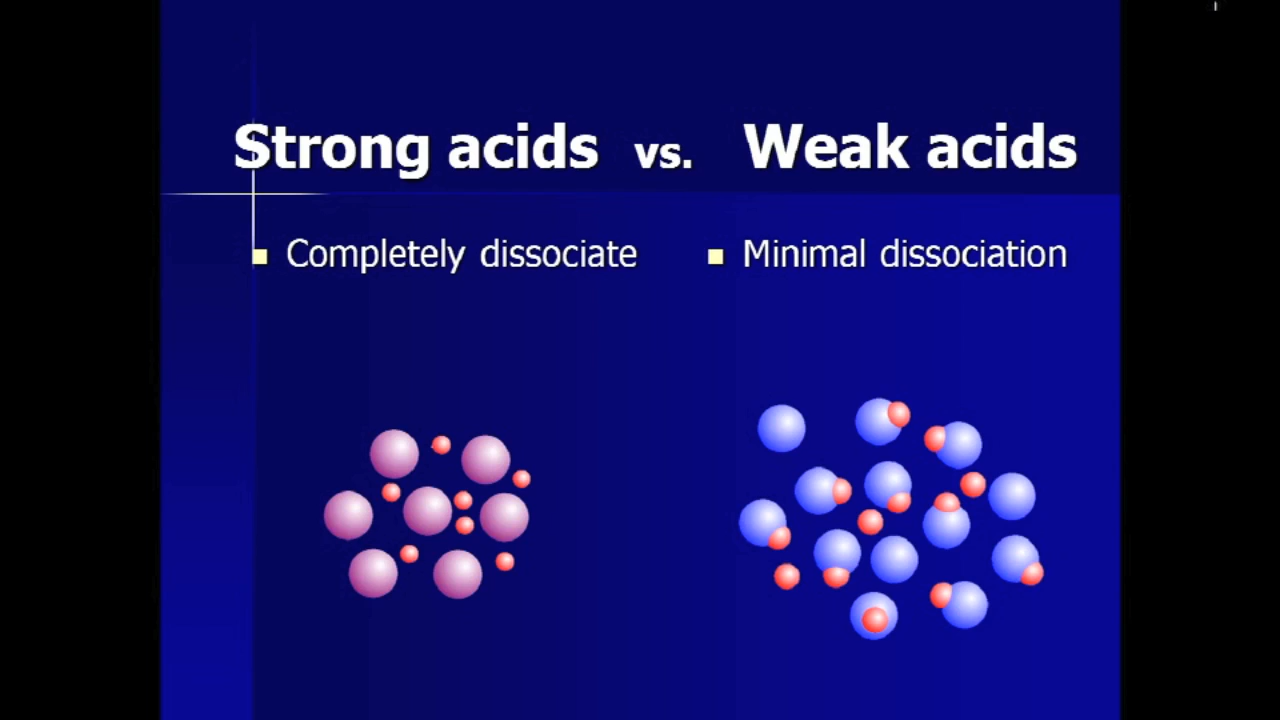 Strong acids vs. Weak acids
Completely dissociate
Minimal dissociation